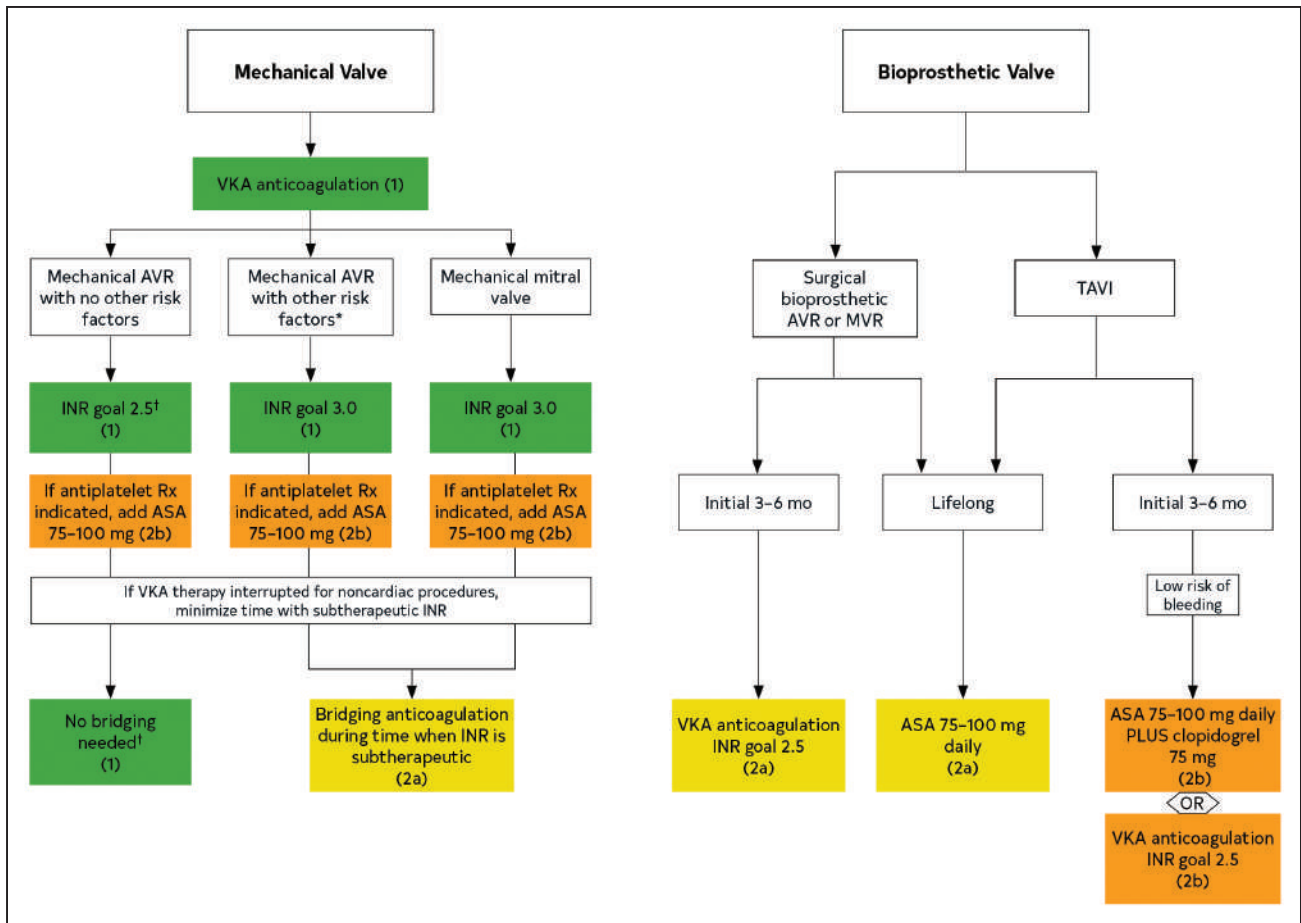 Mechanical Valve
VKA anticoagulation (1)
Mechanical AVR
with no other risk
factors
Mechanical AVR
with other risk
factors*
Mechanical mitral
valve
INR goal 2.5†
(1)
INR goal 3.0
(1)
INR goal 3.0
(1)
If antiplatelet Rx
indicated, add ASA
75–100 mg (2b)
If antiplatelet Rx
indicated, add ASA
75–100 mg (2b)
If antiplatelet Rx
indicated, add ASA
75–100 mg (2b)
If VKA therapy interrupted for noncardiac procedures,
minimize time with subtherapeutic INR
No bridging
needed†
(1)
Bridging anticoagulation
during time when INR is
subtherapeutic
(2a)
Bioprosthetic Valve
Surgical
bioprosthetic
AVR or MVR
TAVI
Initial 3–6 mo
Lifelong
Initial 3–6 mo
Low risk of
bleeding
VKA anticoagulation
INR goal 2.5
(2a)
ASA 75–100 mg
daily
(2a)
ASA 75–100 mg daily
PLUS clopidogrel
75 mg
(2b)
OR
VKA anticoagulation
INR goal 2.5
(2b)